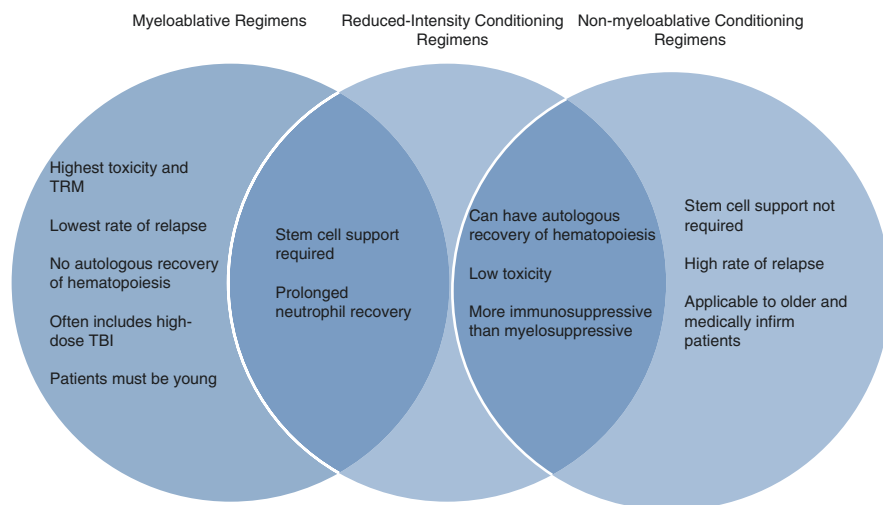 Myeloablative Regimens
Reduced-Intensity Conditioning
Regimens
Non-myeloablative Conditioning
Regimens
Highest toxicity and
TRM
Lowest rate of relapse
No autologous recovery
of hematopoiesis
Often includes high-
dose TBI
Patients must be young
Stem cell support
required
Prolonged
neutrophil recovery
Can have autologous
recovery of hematopoiesis
Low toxicity
More immunosuppressive
than myelosuppressive
Stem cell support not
required
High rate of relapse
Applicable to older and
medically infirm
patients